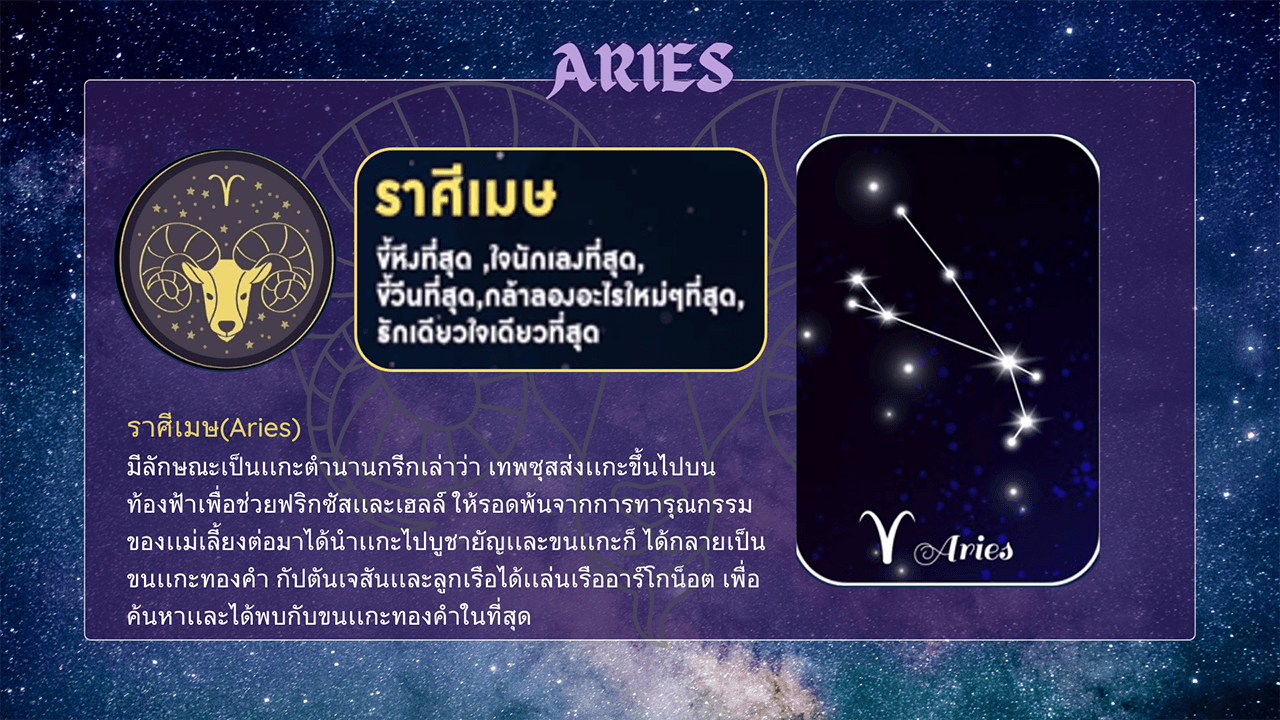 ARIES
ราศีเมษ
ขี้หึงที่สุด ,ใจนักเลงที่สุด,
ขี้วีนที่สุด,กล้าลองอะไรใหม่ๆที่สุด,
รักเดียวใจเดียวที่สุด
ราศีเมษ(Aries)
มีลักษณะเป็นแกะตำนานกรีกเล่าว่า เทพซุสส่งแกะขึ้นไปบน
ท้องฟ้าเพื่อช่วยฟริกซัสและเฮลล์ ให้รอดพ้นจากการทารุณกรรม
ของแม่เลี้ยงต่อมาได้นำแกะไปบูชายัญและขนแกะก็ ได้กลายเป็น
ขนแกะทองคำ กัปตันเจสันและลูกเรือได้แล่นเรืออาร์โกน็อต เพื่อ
ค้นหาและได้พบกับขนแกะทองคำในที่สุด
Aries